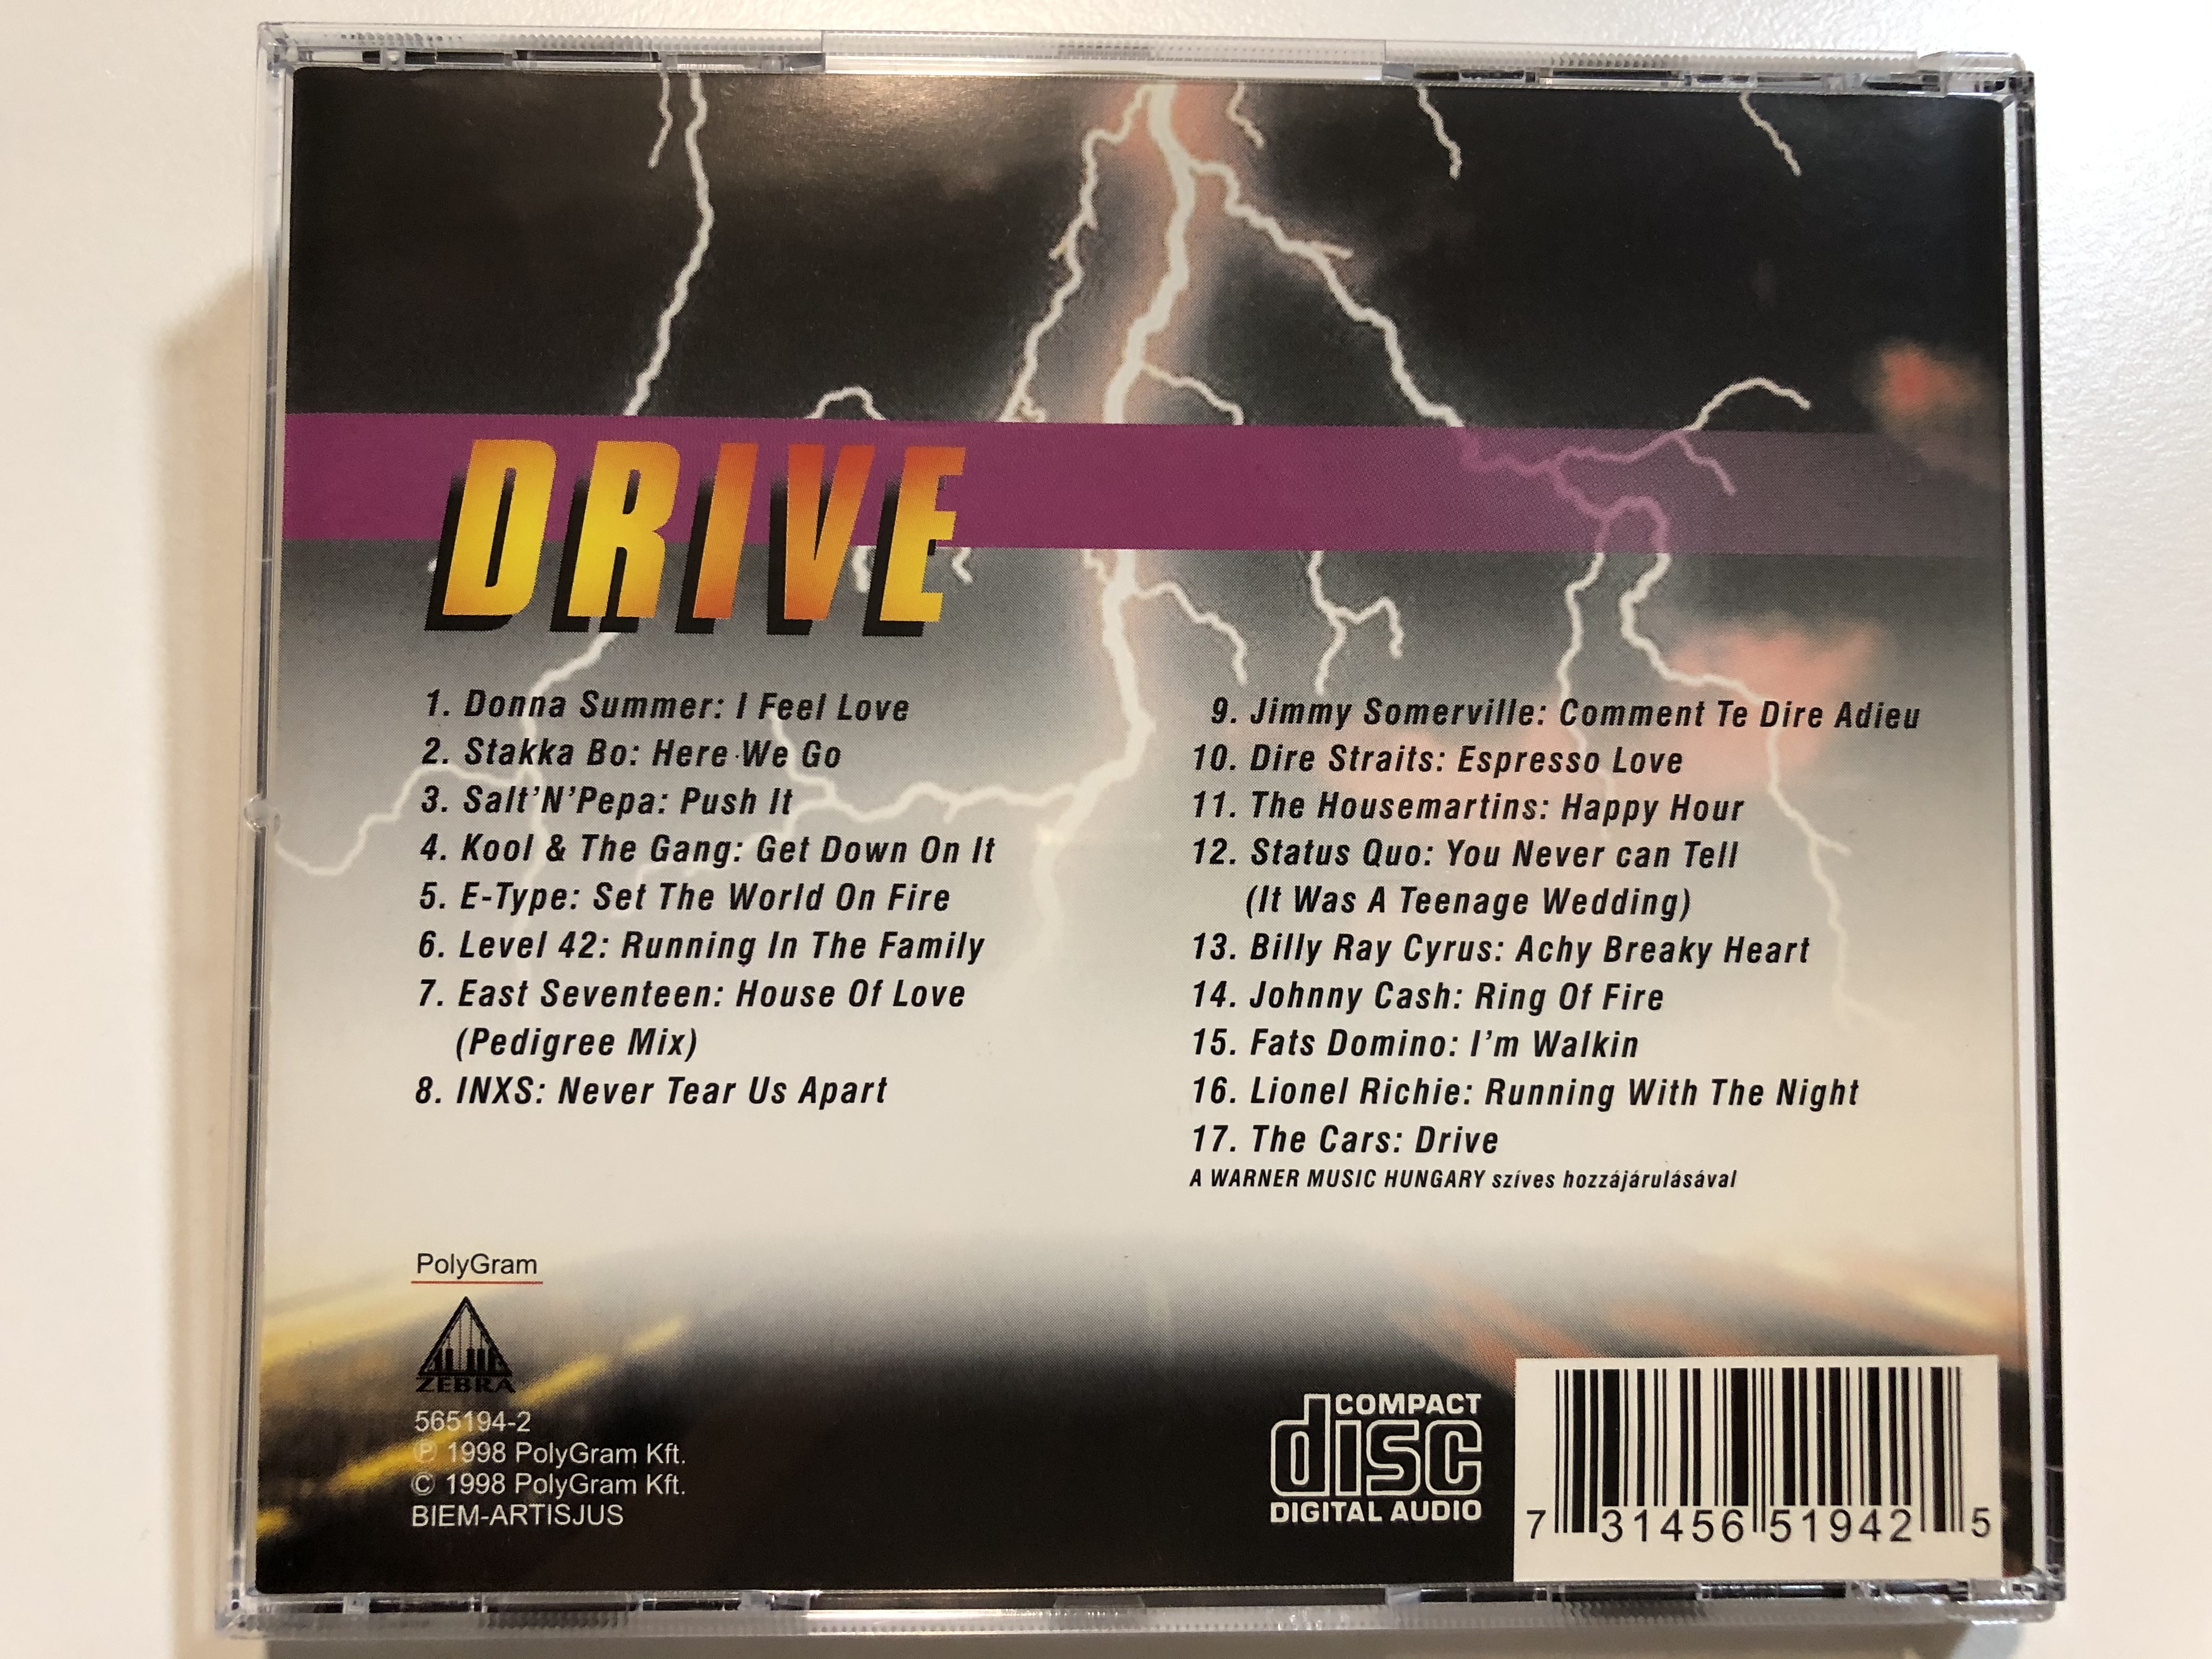 DRIVE
1. Donna Summer: I Feel Love
2. Stakka Bo: Here We Go
3. Salt'N'Pepa: Push It
4. Kool & The Gang: Get Down On It
5. E-Type: Set The World On Fire
6. Level 42: Running In The Family
7. East Seventeen: House Of Love
(Pedigree Mix)
8. INXS: Never Tear Us Apart
9. Jimmy Somerville: Comment Te Dire Adieu
10. Dire Straits: Espresso Love
11. The Housemartins: Happy Hour
12. Status Quo: You Never can Tell
(It Was A Teenage Wedding)
13. Billy Ray Cyrus: Achy Breaky Heart
14. Johnny Cash: Ring Of Fire
15. Fats Domino: I'm Walkin
16. Lionel Richie: Running With The Night
17. The Cars: Drive
A WARNER MUSIC HUNGARY szíves hozzájárulásával
PolyGram
ZEBRA
565194-2
℗ 1998 PolyGram Kft.
© 1998 PolyGram Kft.
BIEM-ARTISJUS
COMPACT
disc
DIGITAL AUDIO
7 31456 51942 5